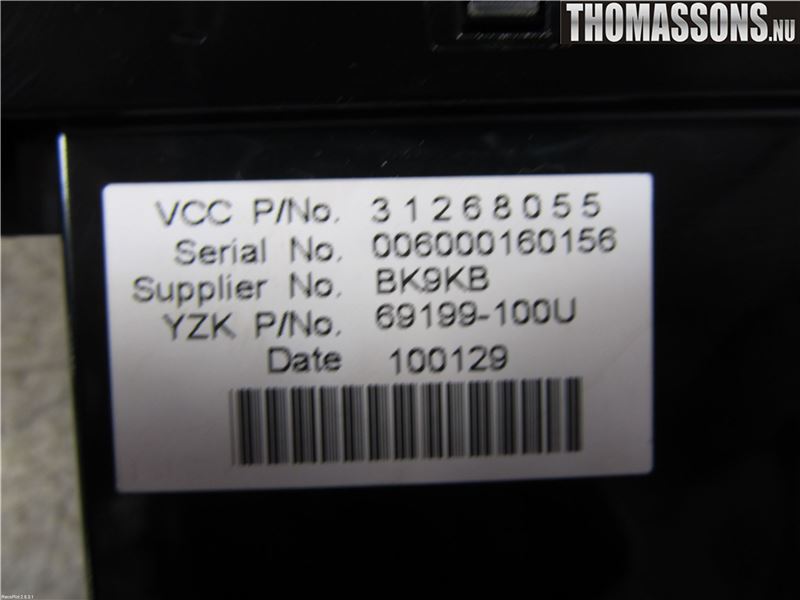 THOMASSONS.NU
VCC P/No. 31268055
Serial No. 006000160156
Supplier No. BK9KB
YZK P/No. 69199-100U
Date 100129